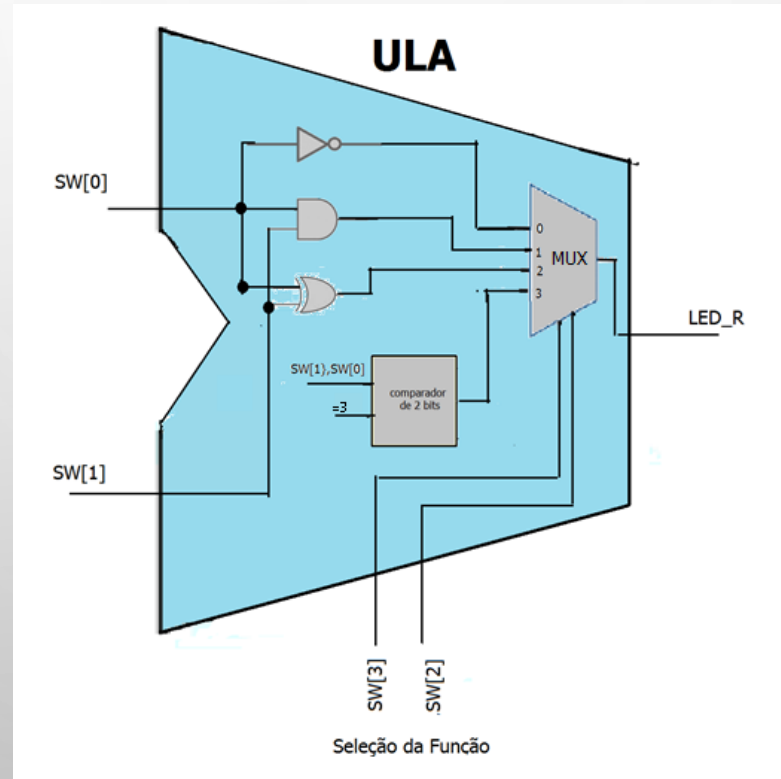 ULA
SW[0]
0
1
MUX
2
3
LED_R
SW[1},SW[0]
comparador
de 2 bits
=3
SW[1]
SW[3]
SW[2]
Seleção da Função